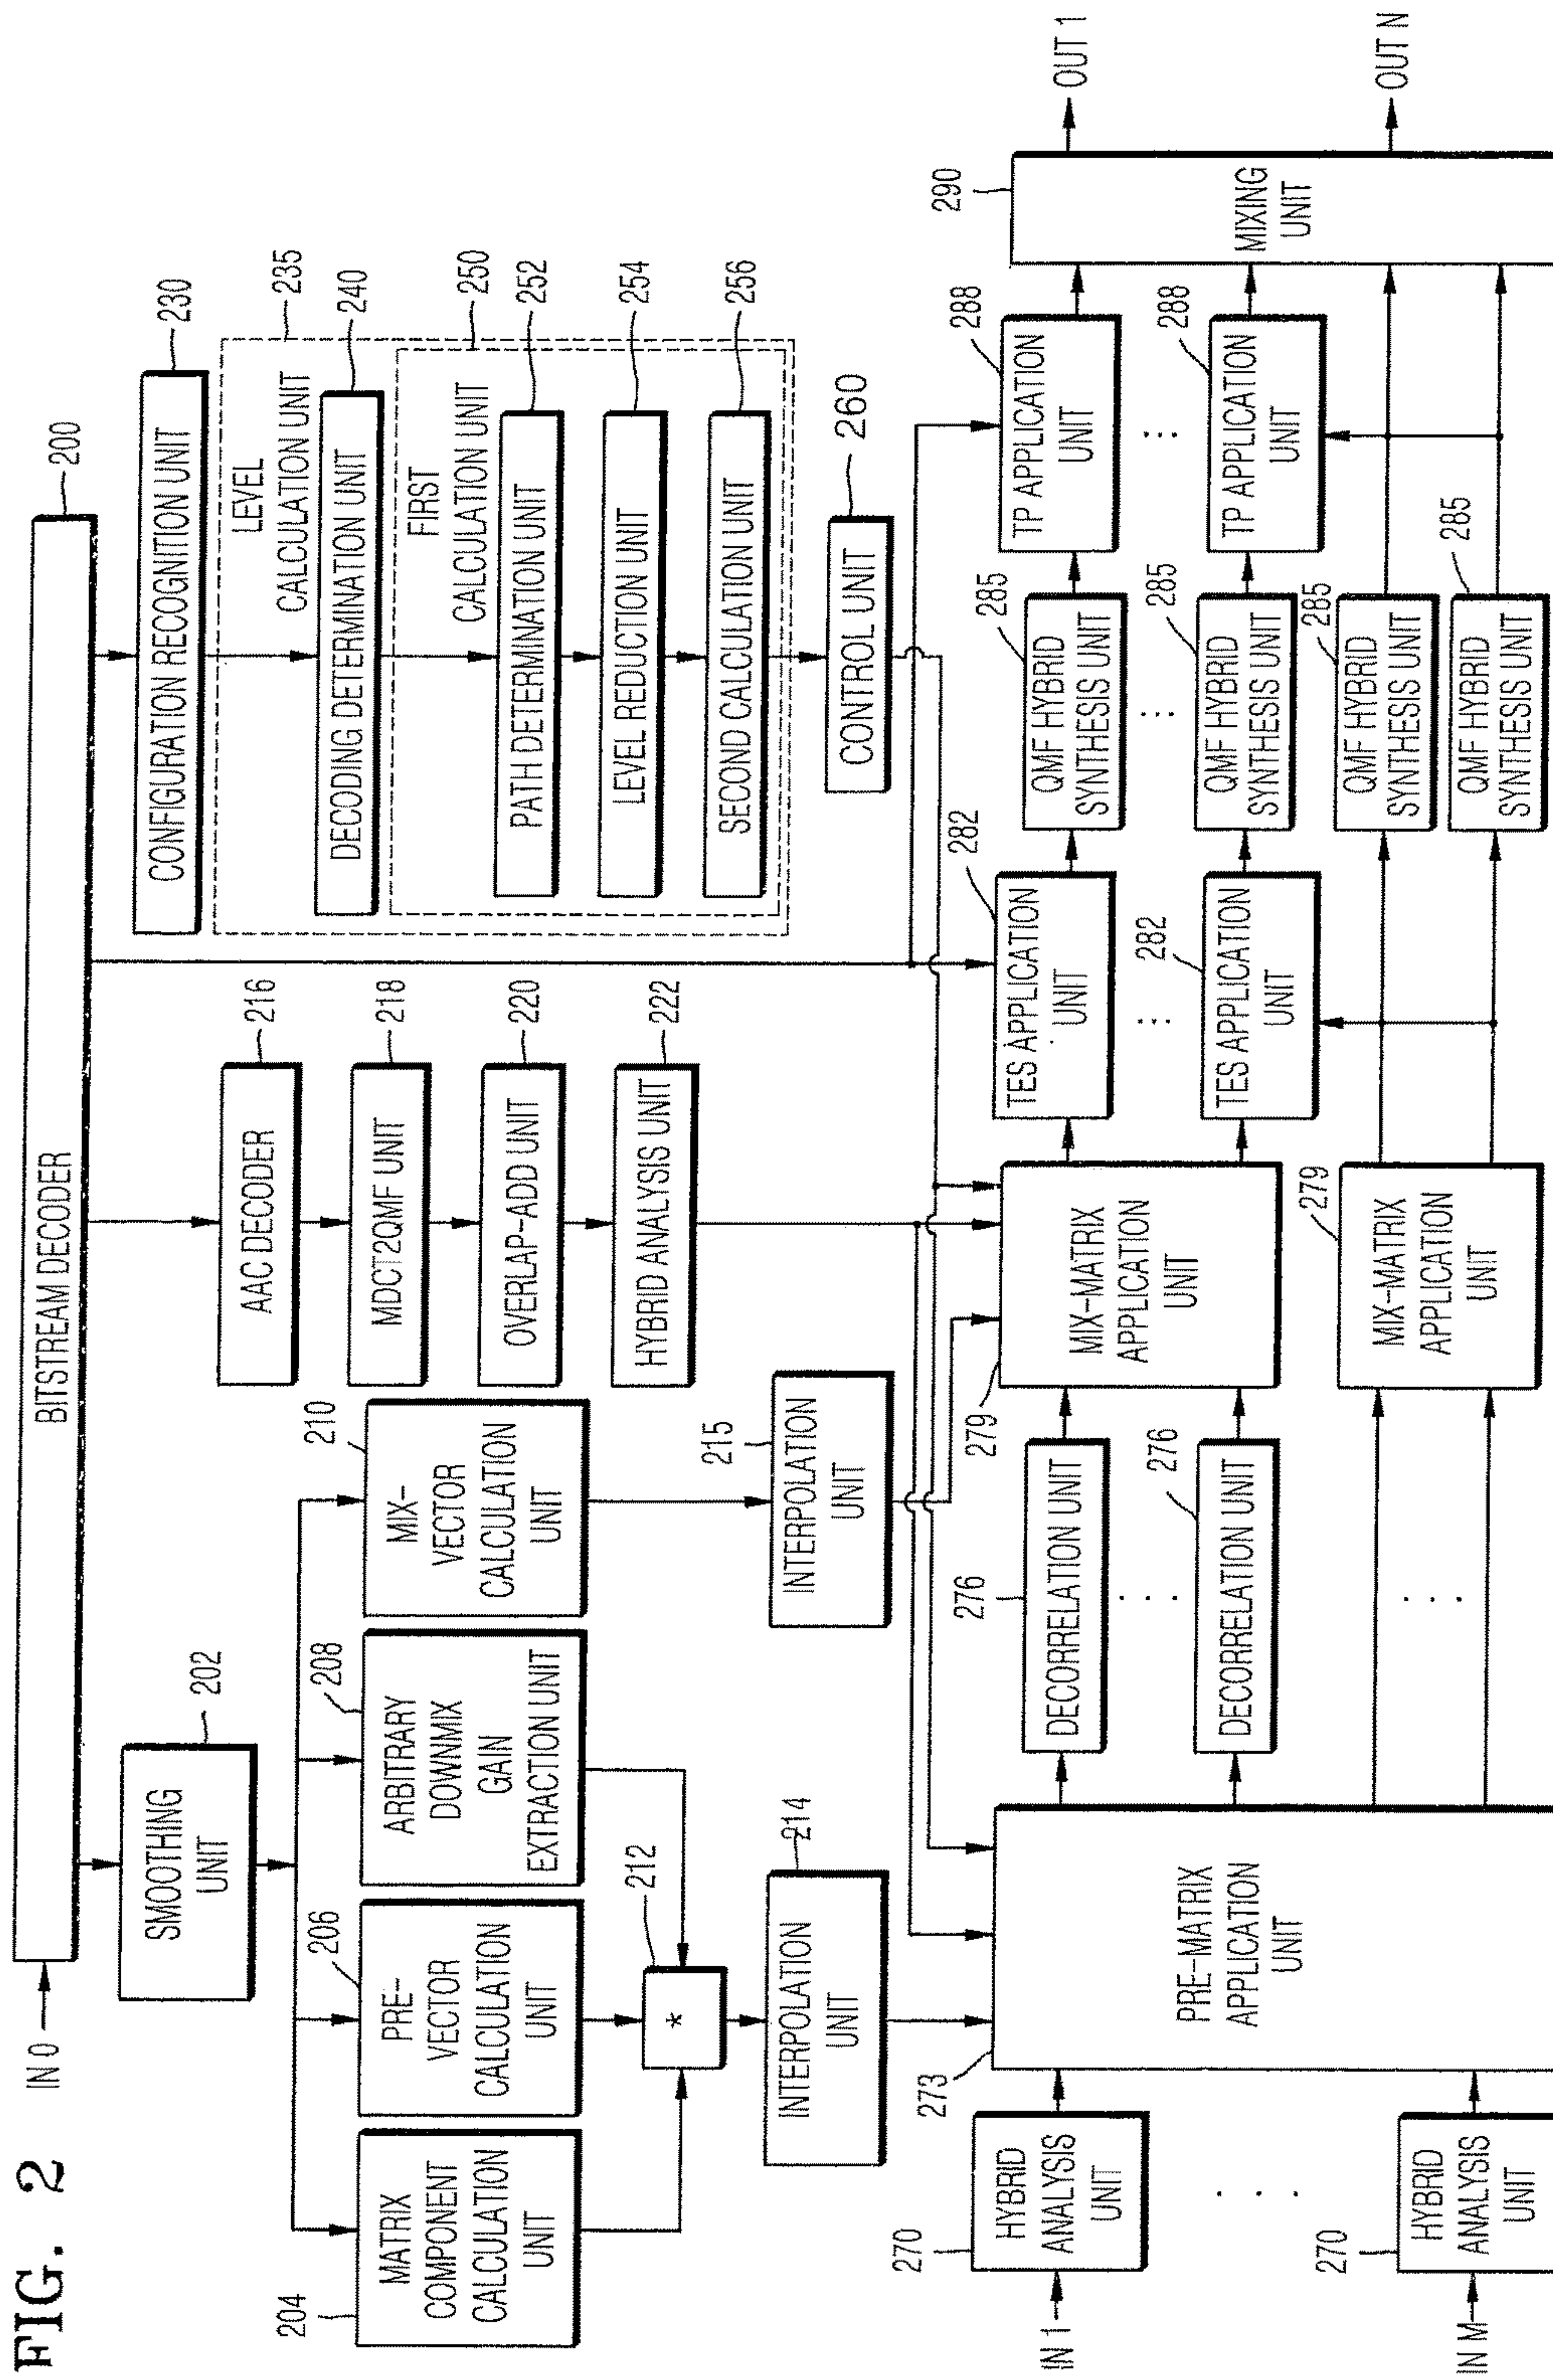 FIG. 2
IN 0
BITSTREAM DECODER
200
SMOOTHING
UNIT
202
204
MATRIX
COMPONENT
CALCULATION
UNIT
206
PRE-
VECTOR
CALCULATION
UNIT
208
ARBITRARY
DOWNMIX
GAIN
EXTRACTION UNIT
210
MIX-
VECTOR
CALCULATION
UNIT
212
*
214
INTERPOLATION
UNIT
215
INTERPOLATION
UNIT
216
AAC DECODER
218
MDCT2QMF UNIT
220
OVERLAP-ADD UNIT
222
HYBRID ANALYSIS UNIT
230
CONFIGURATION RECOGNITION UNIT
235
LEVEL
CALCULATION UNIT
240
DECODING DETERMINATION UNIT
250
FIRST
CALCULATION UNIT
252
PATH DETERMINATION UNIT
254
LEVEL REDUCTION UNIT
256
SECOND CALCULATION UNIT
260
CONTROL UNIT
IN 1
270
HYBRID
ANALYSIS
UNIT
. . .
IN M
270
HYBRID
ANALYSIS
UNIT
273
PRE-MATRIX
APPLICATION
UNIT
276
DECORRELATION UNIT
. . .
276
DECORRELATION UNIT
. . .
279
MIX-MATRIX
APPLICATION
UNIT
279
MIX-MATRIX
APPLICATION
UNIT
282
TES APPLICATION
UNIT
...
282
TES APPLICATION
UNIT
285
QMF HYBRID
SYNTHESIS UNIT
...
285
QMF HYBRID
SYNTHESIS UNIT
285
QMF HYBRID
SYNTHESIS UNIT
285
QMF HYBRID
SYNTHESIS UNIT
288
TP APPLICATION
UNIT
...
288
TP APPLICATION
UNIT
290
MIXING
UNIT
OUT 1
OUT N